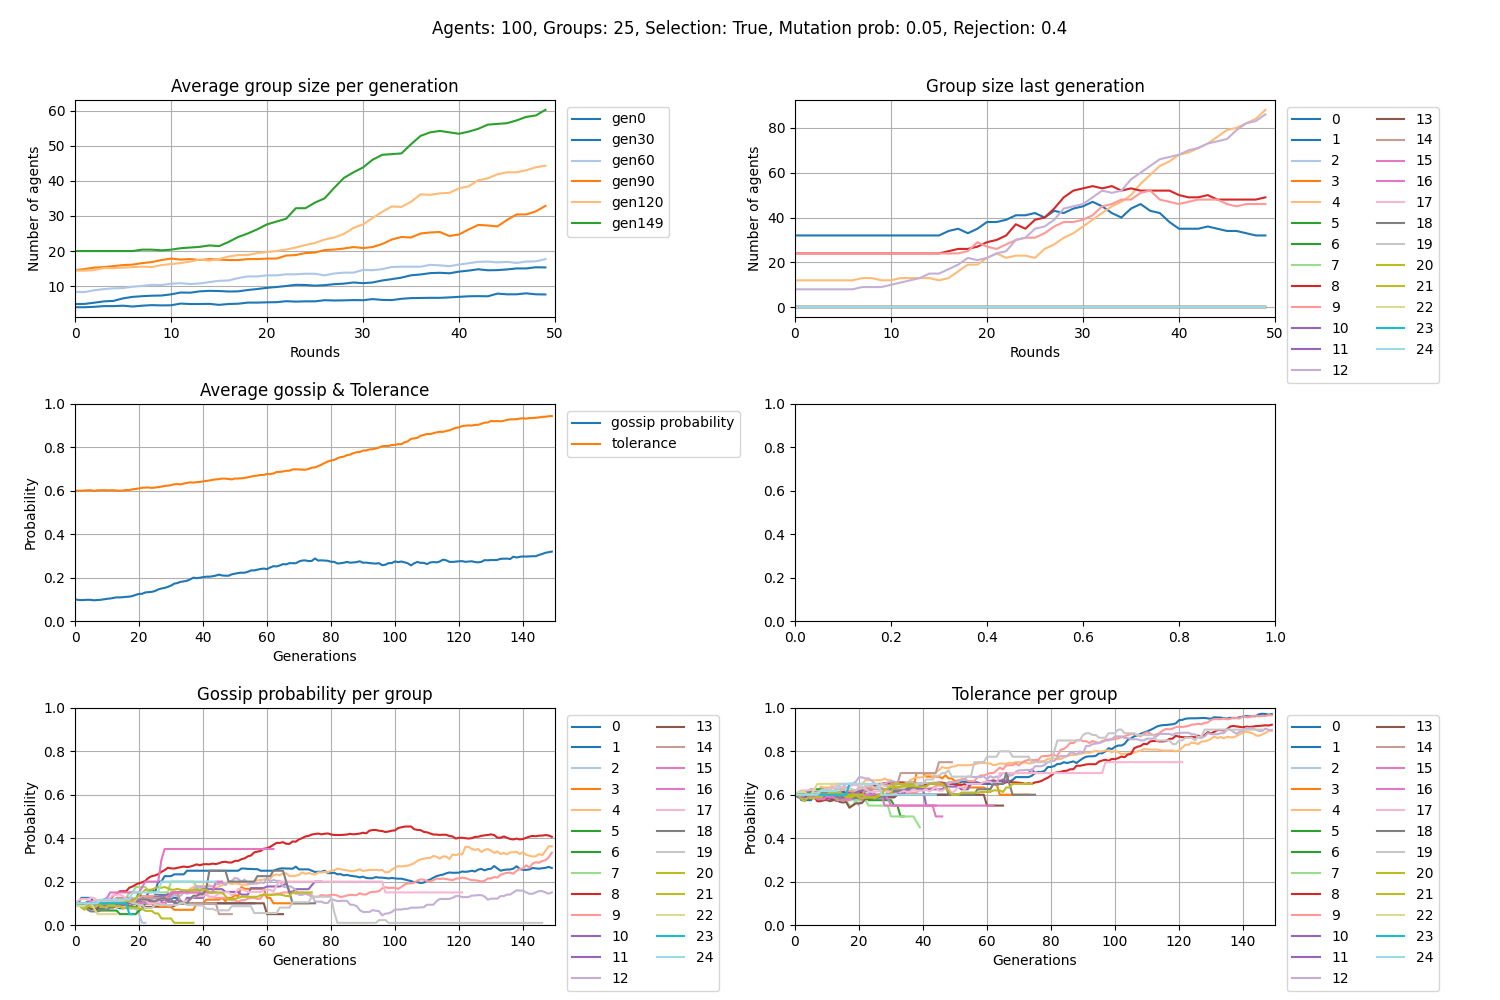 Agents: 100, Groups: 25, Selection: True, Mutation prob: 0.05, Rejection: 0.4
Average group size per generation
Number of agents
60
50
40
30
20
10
0 10 20 30 40 50
Rounds
gen0
gen30
gen60
gen90
gen120
gen149
Group size last generation
Number of agents
80
60
40
20
0
0 10 20 30 40 50
Rounds
0 13
1 14
2 15
3 16
4 17
5 18
6 19
7 20
8 21
9 22
10 23
11 24
12
Average gossip & Tolerance
Probability
1.0
0.8
0.6
0.4
0.2
0.0
0 20 40 60 80 100 120 140
Generations
gossip probability
tolerance
1.0
0.8
0.6
0.4
0.2
0.0
0.0 0.2 0.4 0.6 0.8 1.0
Gossip probability per group
Probability
1.0
0.8
0.6
0.4
0.2
0.0
0 20 40 60 80 100 120 140
Generations
0 13
1 14
2 15
3 16
4 17
5 18
6 19
7 20
8 21
9 22
10 23
11 24
12
Tolerance per group
Probability
1.0
0.8
0.6
0.4
0.2
0.0
0 20 40 60 80 100 120 140
Generations
0 13
1 14
2 15
3 16
4 17
5 18
6 19
7 20
8 21
9 22
10 23
11 24
12